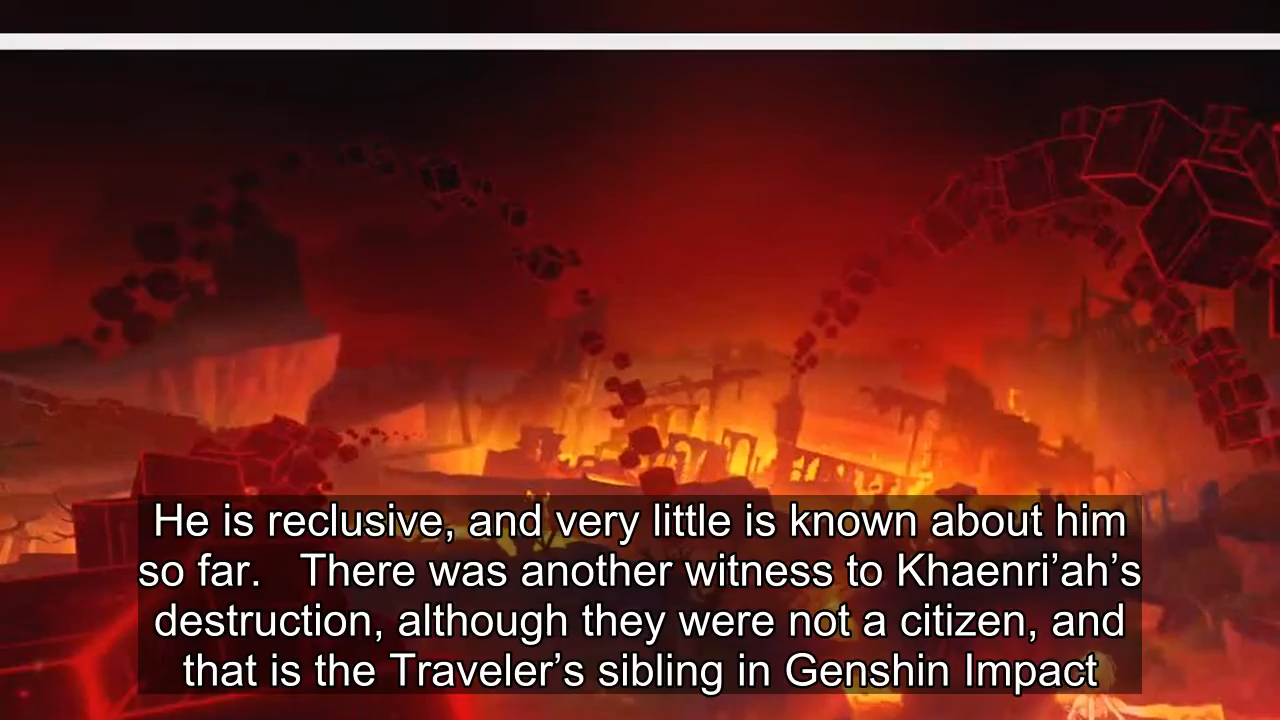 He is reclusive, and very little is known about him
so far.   There was another witness to Khaenri’ah’s
destruction, although they were not a citizen, and
that is the Traveler’s sibling in Genshin Impact